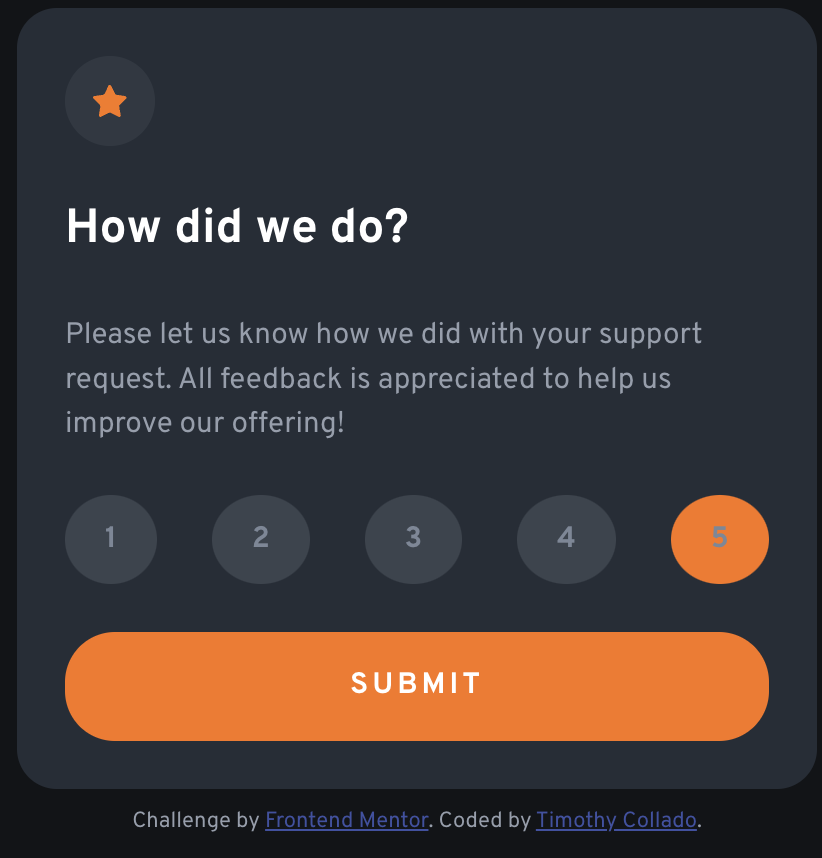 How did we do?
Please let us know how we did with your support
request. All feedback is appreciated to help us
improve our offering!
1 2 3 4 5
SUBMIT
Challenge by Frontend Mentor. Coded by Timothy Collado.